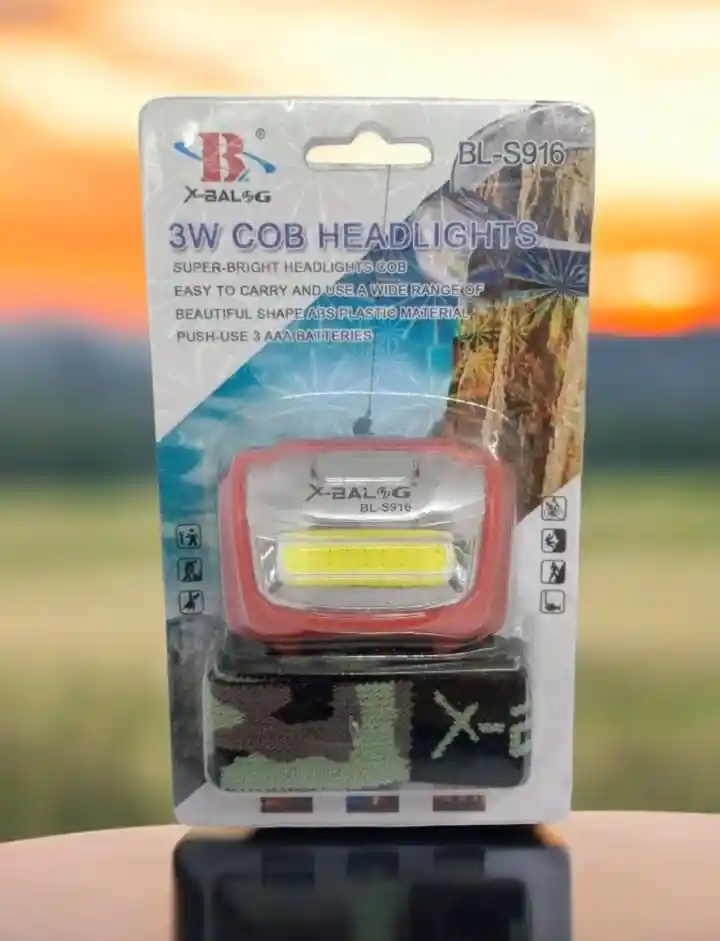 B
®
X-BALOG
BL-S916
3W COB HEADLIGHTS
SUPER-BRIGHT HEADLIGHTS COB
EASY TO CARRY AND USE A WIDE RANGE OF
BEAUTIFUL SHAPE ABS PLASTIC MATERIAL
PUSH-USE 3 AAA BATTERIES
X-BALOG
BL-S916
X-